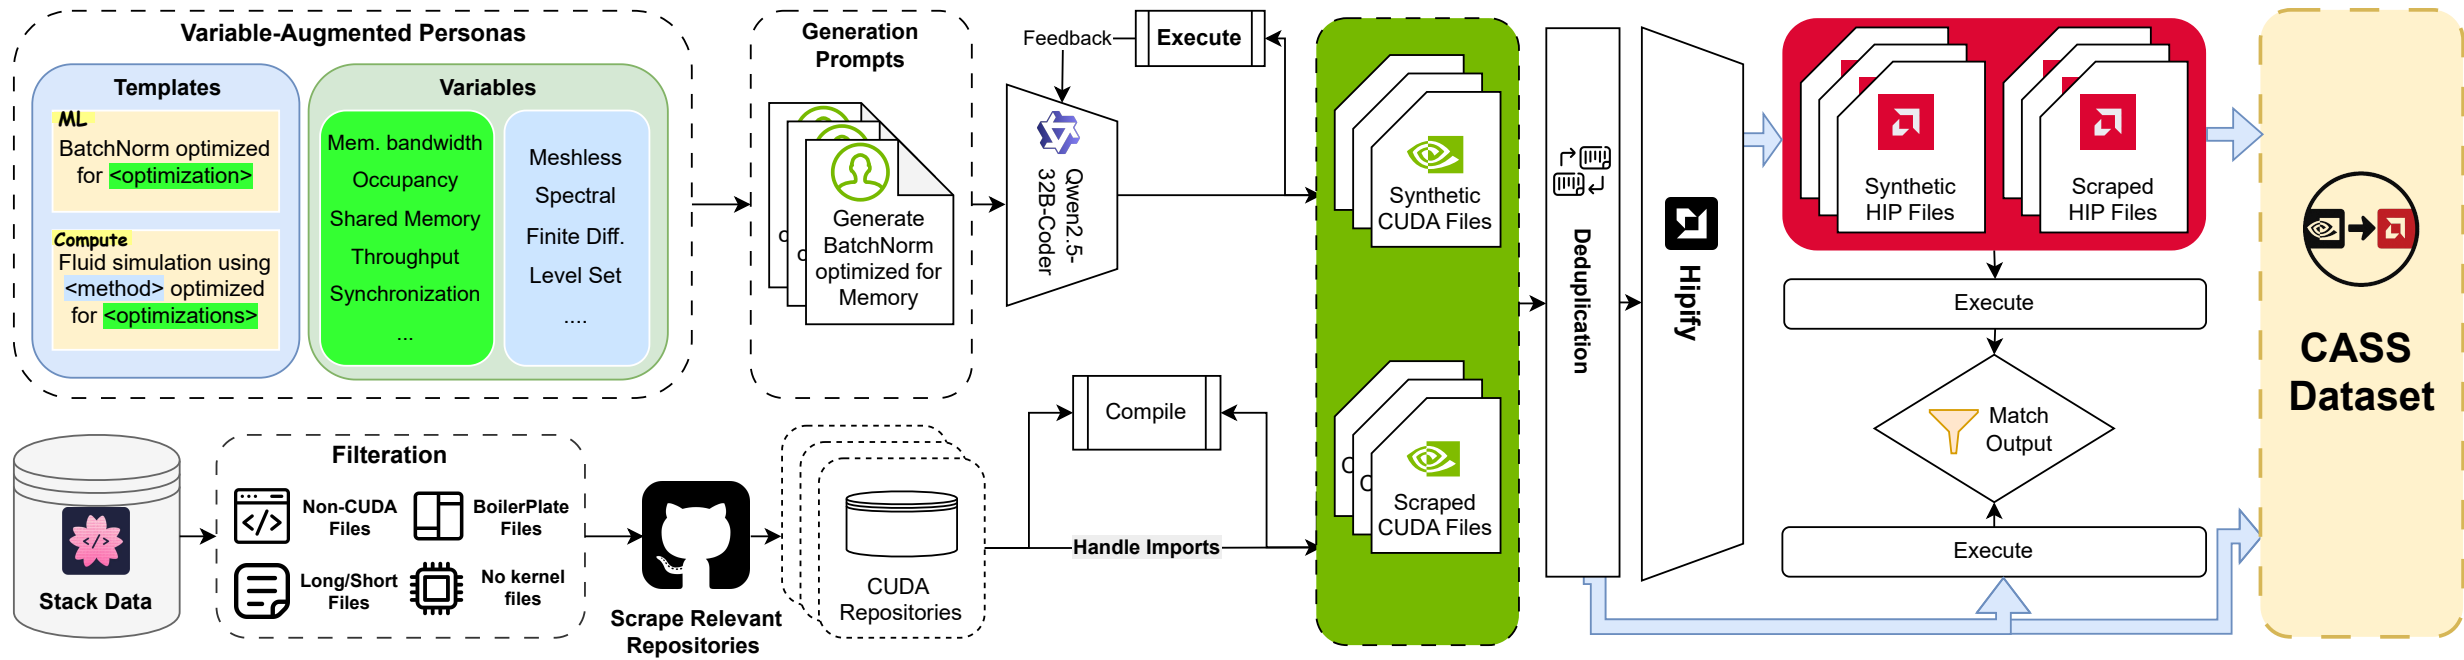 Variable-Augmented Personas
Templates
ML
BatchNorm optimized
for <optimization>
Compute
Fluid simulation using
<method> optimized
for <optimizations>
Variables
Mem. bandwidth
Occupancy
Shared Memory
Throughput
Synchronization
...
Meshless
Spectral
Finite Diff.
Level Set
....
Generation
Prompts
Generate
BatchNorm
optimized for
Memory
Feedback
Execute
Qwen2.5-
32B-Coder
Synthetic
CUDA Files
Stack Data
Filteration
Non-CUDA
Files
BoilerPlate
Files
Long/Short
Files
No kernel
files
Scrape Relevant
Repositories
CUDA
Repositories
Compile
Handle Imports
Scraped
CUDA Files
Deduplication
Hipify
Synthetic
HIP Files
Scraped
HIP Files
Execute
Match
Output
Execute
CASS
Dataset